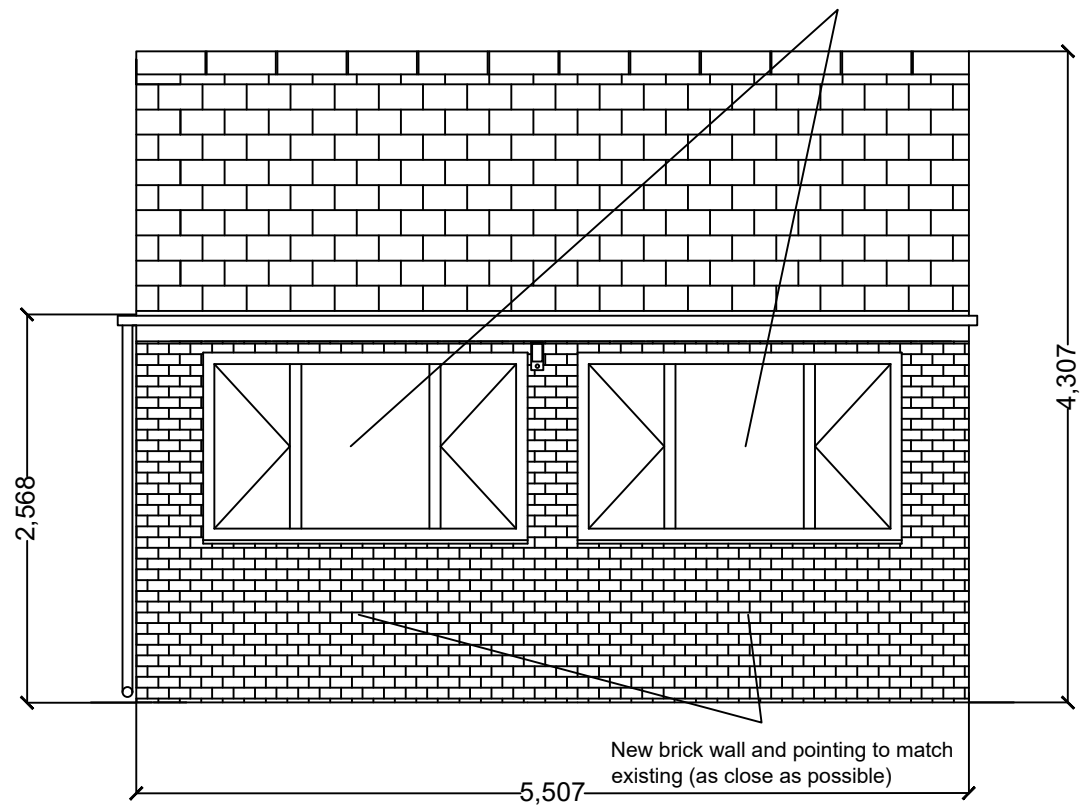 4,307
2,568
New brick wall and pointing to match
existing (as close as possible)
5,507